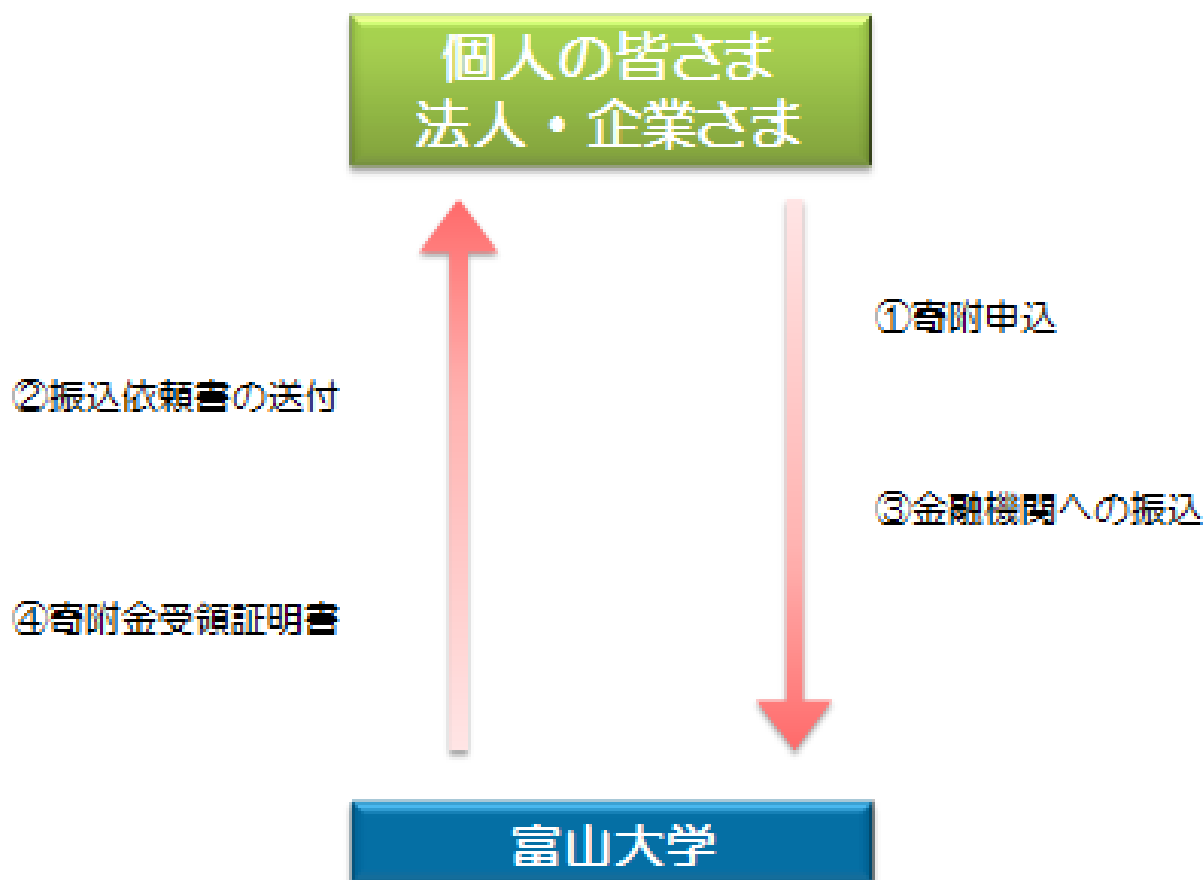 個人の皆さま
法人・企業さま
①寄附申込
②振込依頼書の送付
③金融機関への振込
④寄附金受領証明書
富山大学